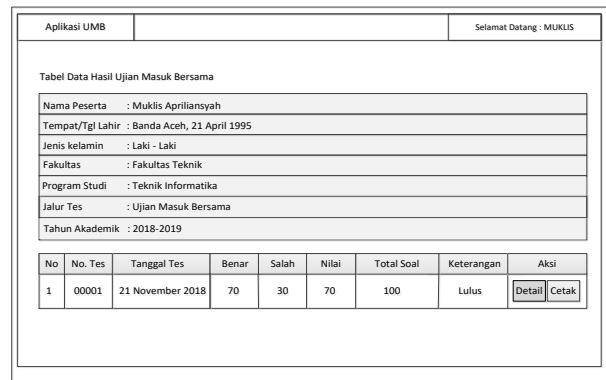 Aplikasi UMB Selamat Datang : MUKLIS
Tabel Data Hasil Ujian Masuk Bersama
Nama Peserta : Muklis Apriliansyah
Tempat/Tgl Lahir : Banda Aceh, 21 April 1995
Jenis kelamin : Laki - Laki
Fakultas : Fakultas Teknik
Program Studi : Teknik Informatika
Jalur Tes : Ujian Masuk Bersama
Tahun Akademik : 2018-2019
No No. Tes Tanggal Tes Benar Salah Nilai Total Soal Keterangan Aksi
1 00001 21 November 2018 70 30 70 100 Lulus Detail Cetak